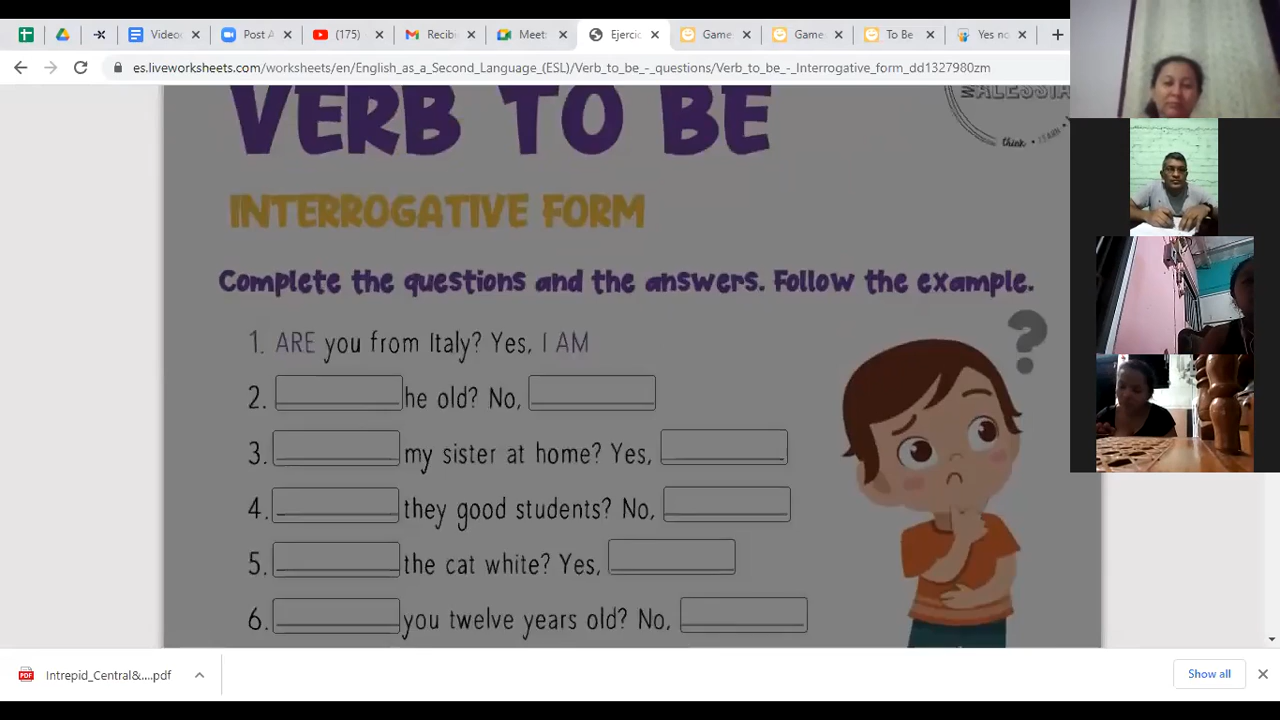 Video
Post A
(175)
Recib
Meet
Ejercic
Game
Game
To Be
Yes no
es.liveworksheets.com/worksheets/en/English_as_a_Second_Language_(ESL)/Verb_to_be_-_questions/Verb_to_be_-_Interrogative_form_dd1327980zm
VERB TO BE
think
INTERROGATIVE FORM
Complete the questions and the answers. Follow the example.
1. ARE you from Italy? Yes, I AM
2. he old? No,
3. my sister at home? Yes,
4. they good students? No,
5. the cat white? Yes,
6. you twelve years old? No,
?
PDF
Intrepid_Central&....pdf
Show all